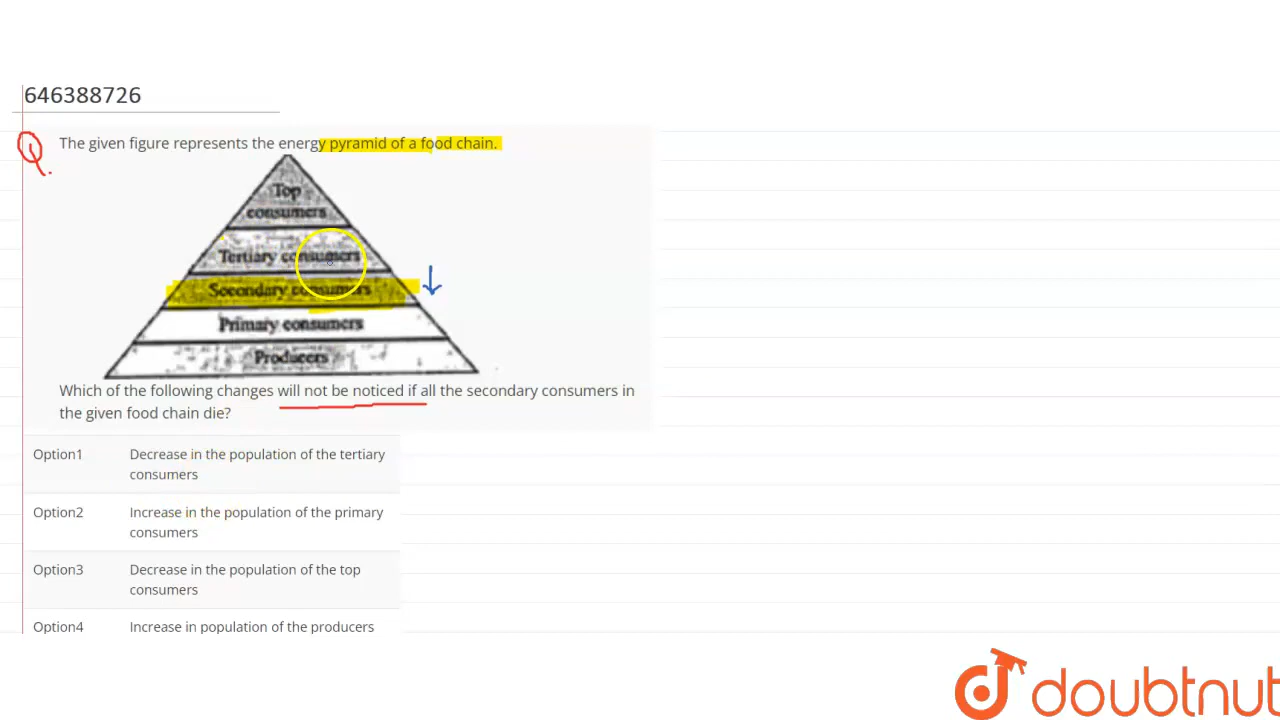 646388726
Q.
The given figure represents the energy pyramid of a food chain.
Top
consumers
Tertiary consumers
Secondary consumers
Primary consumers
Producers
Which of the following changes will not be noticed if all the secondary consumers in
the given food chain die?
Option1 Decrease in the population of the tertiary
consumers
Option2 Increase in the population of the primary
consumers
Option3 Decrease in the population of the top
consumers
Option4 Increase in population of the producers
doubtnut